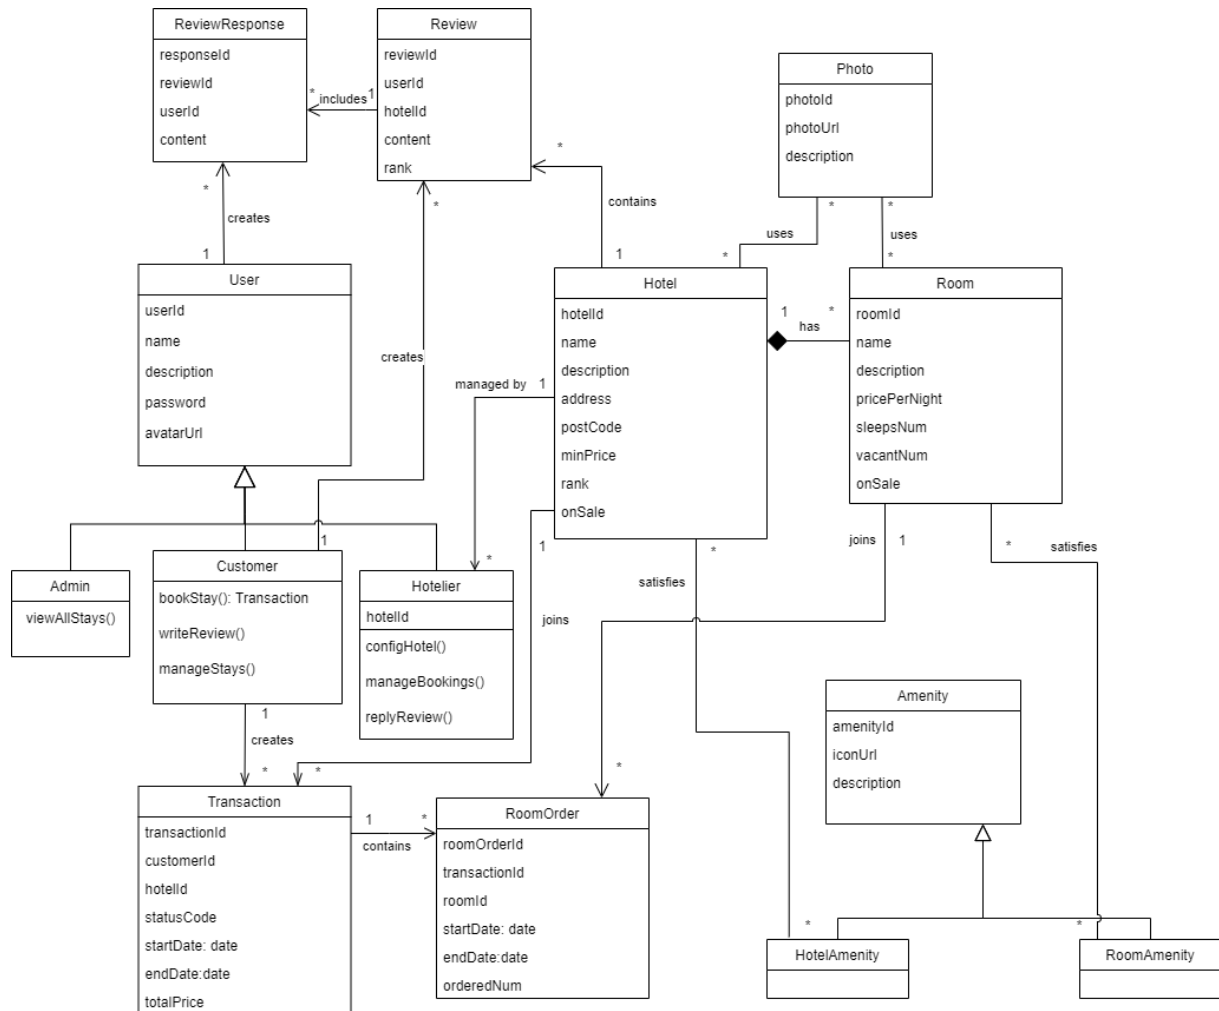 ReviewResponse
responseId
reviewId
userId
content
Review
reviewId
userId
hotelId
content
rank
* includes 1
Photo
photoId
photoUrl
description
*
contains
1
*
creates
1
*
creates
1
*
uses
*
*
uses
*
User
userId
name
description
password
avatarUrl
Hotel
hotelId
name
description
address
postCode
minPrice
rank
onSale
1
has
*
Room
roomId
name
description
pricePerNight
sleepsNum
vacantNum
onSale
managed by 1
*
Admin
viewAllStays()
Customer
bookStay(): Transaction
writeReview()
manageStays()
Hotelier
hotelId
configHotel()
manageBookings()
replyReview()
1
joins
*
*
satisfies
*
joins 1
*
* satisfies
*
1
creates
*
Amenity
amenityId
iconUrl
description
Transaction
transactionId
customerId
hotelId
statusCode
startDate: date
endDate:date
totalPrice
1 *
contains
RoomOrder
roomOrderId
transactionId
roomId
startDate: date
endDate:date
orderedNum
HotelAmenity
RoomAmenity